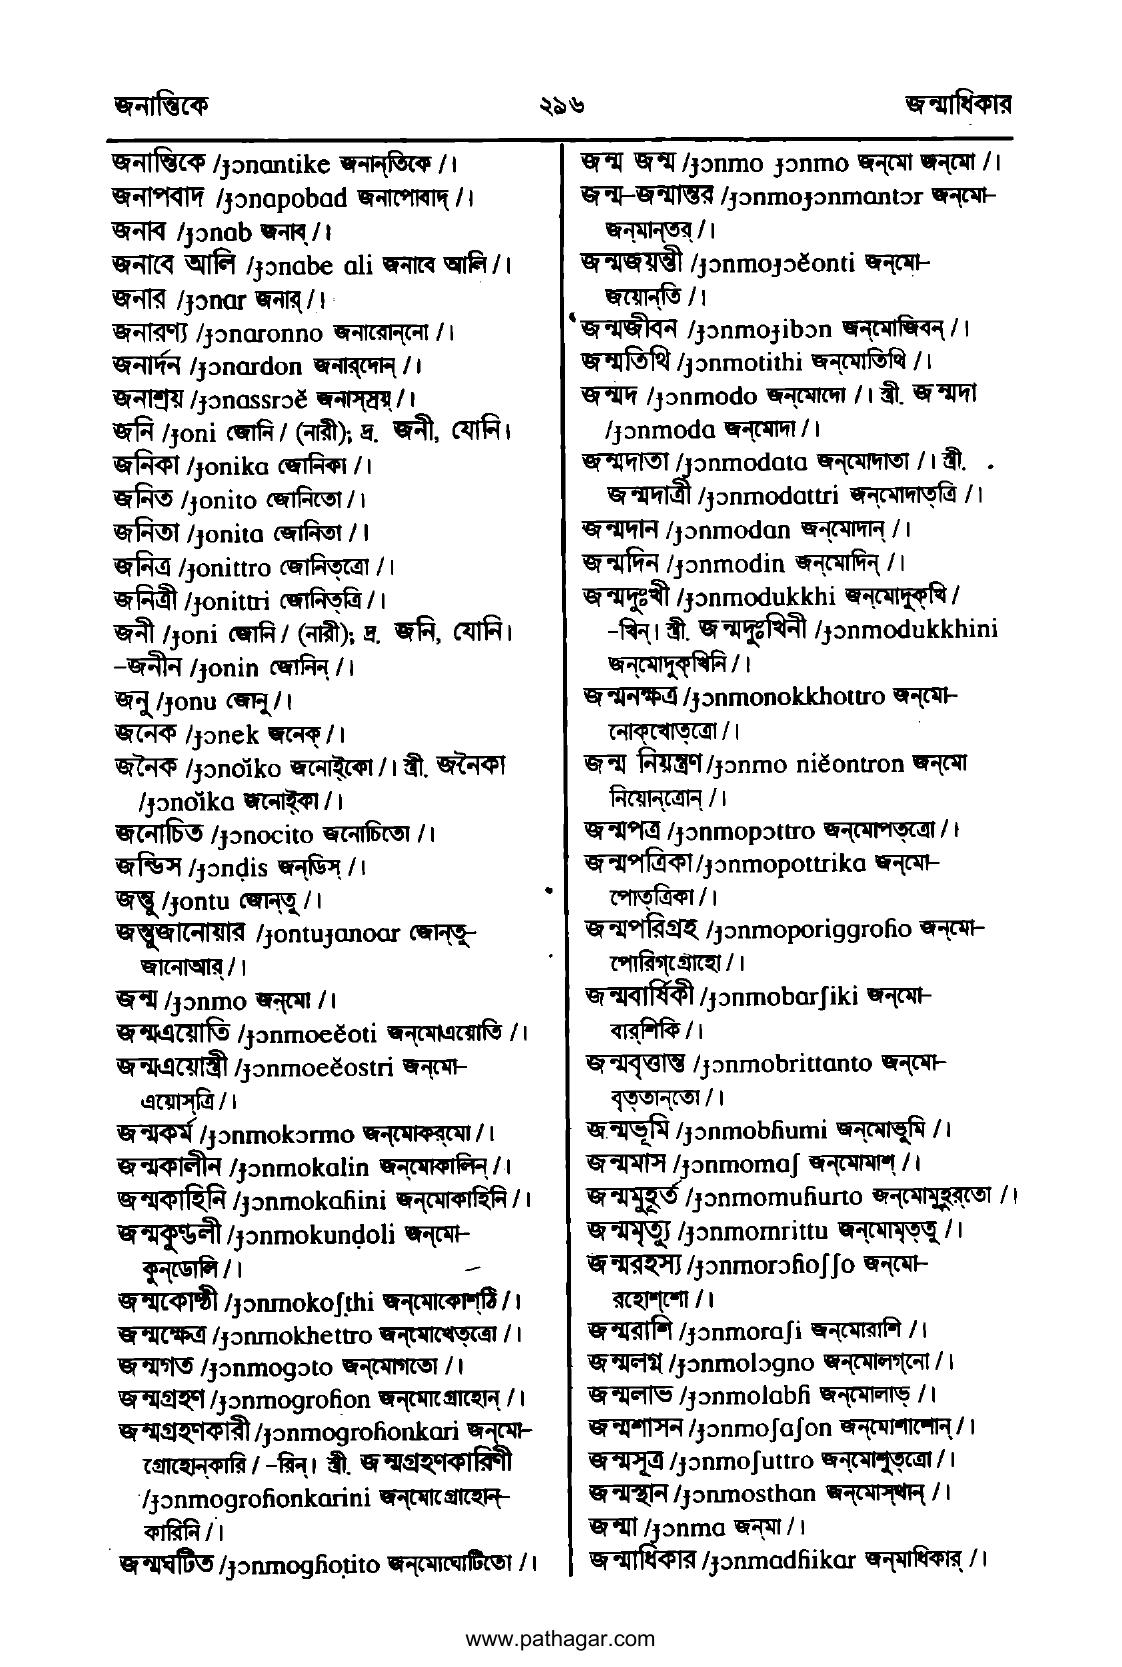 জনান্তিকে ২৯৬ জন্মাধিকার
জনান্তিকে /ɟɔnantike জনান্‌তিকে /।
জনাপবাদ /ɟɔnapobad জনাপোবাদ্ /।
জনাব /ɟɔnab জনাব্ /।
জনাবে আলি /ɟɔnabe ali জনাবে আলি /।
জনার /ɟɔnar জনার্ /।
জনারণ্য /ɟɔnaronno জনারোন্‌নো /।
জনার্দন /ɟɔnardon জনার্‌দোন্ /।
জনাশ্রয় /ɟɔnassrɔĕ জনাস্‌স্রয়্ /।
জনি /ɟoni জোনি / (নারী); দ্র. জনী, যোনি।
জনিকা /ɟonika জোনিকা /।
জনিত /ɟonito জোনিতো /।
জনিতা /ɟonita জোনিতা /।
জনিত্র /ɟonittro জোনিত্‌ত্রো /।
জনিত্রী /ɟonittri জোনিত্‌ত্রি /।
জনী /ɟoni জোনি / (নারী); দ্র. জনি, যোনি।
–জনীন /ɟonin জোনিন্ /।
জনু /ɟonu জোনু /।
জনেক /ɟɔnek জনেক্ /।
জনৈক /ɟɔnoĭko জনোই্‌কো /। স্ত্রী. জনৈকা
/ɟɔnoĭka জনোই্‌কা /।
জনোচিত /ɟɔnocito জনোচিতো /।
জন্ডিস /ɟɔnḍis জন্‌ডিস্ /।
জন্তু /ɟontu জোন্‌তু /।
জন্তুজানোয়ার /ɟontuɟanoar জোন্‌তু–
জানোআর্ /।
জন্ম /ɟɔnmo জন্‌মো /।
জন্মএয়োতি /ɟɔnmoeĕoti জন্‌মোএয়োতি /।
জন্মএয়োস্ত্রী /ɟɔnmoeĕostri জন্‌মো–
এয়োস্‌ত্রি /।
জন্মকর্ম /ɟɔnmokɔrmo জন্‌মোকর্‌মো /।
জন্মকালীন /ɟɔnmokalin জন্‌মোকালিন্ /।
জন্মকাহিনি /ɟɔnmokaɦini জন্‌মোকাহিনি /।
জন্মকুণ্ডলী /ɟɔnmokunḍoli জন্‌মো–
কুন্‌ডোলি /।
জন্মকোষ্ঠী /ɟɔnmokoʃṭhi জন্‌মোকোশ্‌ঠি /।
জন্মক্ষেত্র /ɟɔnmokhettro জন্‌মোখেত্‌ত্রো /।
জন্মগত /ɟɔnmogɔto জন্‌মোগতো /।
জন্মগ্রহণ /ɟɔnmogroɦon জন্‌মোগ্রোহোন্ /।
জন্মগ্রহণকারী /ɟɔnmogroɦonkari জন্‌মো–
গ্রোহোন্‌কারি / –রিন্। স্ত্রী. জন্মগ্রহণকারিণী
/ɟɔnmogroɦonkarini জন্‌মোগ্রোহোন্–
কারিনি /।
জন্মঘটিত /ɟɔnmogɦoṭito জন্‌মোঘোটিতো /।
জন্ম জন্ম /ɟɔnmo ɟɔnmo জন্‌মো জন্‌মো /।
জন্ম–জন্মান্তর /ɟɔnmoɟɔnmantɔr জন্‌মো–
জন্‌মান্‌তর্ /।
জন্মজয়ন্তী /ɟɔnmoɟɔĕonti জন্‌মো–
জয়োন্‌তি /।
জন্মজীবন /ɟɔnmoɟibɔn জন্‌মোজিবন্ /।
জন্মতিথি /ɟɔnmotithi জন্‌মোতিথি /।
জন্মদ /ɟɔnmodo জন্‌মোদো /। স্ত্রী. জন্মদা
/ɟɔnmoda জন্‌মোদা /।
জন্মদাতা /ɟɔnmodata জন্‌মোদাতা /। স্ত্রী.
জন্মদাত্রী /ɟɔnmodattri জন্‌মোদাত্‌ত্রি /।
জন্মদান /ɟɔnmodan জন্‌মোদান্ /।
জন্মদিন /ɟɔnmodin জন্‌মোদিন্ /।
জন্মদুঃখী /ɟɔnmodukkhi জন্‌মোদুক্‌খি /
–খিন্। স্ত্রী. জন্মদুঃখিনী /ɟɔnmodukkhini
জন্‌মোদুক্‌খিনি /।
জন্মনক্ষত্র /ɟɔnmonokkhottro জন্‌মো–
নোক্‌খোত্‌ত্রো /।
জন্ম নিয়ন্ত্রণ /ɟɔnmo niĕontron জন্‌মো
নিয়োন্‌ত্রোন্ /।
জন্মপত্র /ɟɔnmopɔttro জন্‌মোপত্‌ত্রো /।
জন্মপত্রিকা /ɟɔnmopottrika জন্‌মো–
পোত্‌ত্রিকা /।
জন্মপরিগ্রহ /ɟɔnmoporiggroɦo জন্‌মো–
পোরিগ্‌গ্রোহো /।
জন্মবার্ষিকী /ɟɔnmobarʃiki জন্‌মো–
বার্‌শিকি /।
জন্মবৃত্তান্ত /ɟɔnmobrittanto জন্‌মো–
বৃত্‌তান্‌তো /।
জন্মভূমি /ɟɔnmobɦumi জন্‌মোভুমি /।
জন্মমাস /ɟɔnmomaʃ জন্‌মোমাশ্ /।
জন্মমুহূর্ত /ɟɔnmomuɦurto জন্‌মোমুহুর্‌তো /।
জন্মমৃত্যু /ɟɔnmomrittu জন্‌মোমৃত্‌তু /।
জন্মরহস্য /ɟɔnmorɔɦoʃʃo জন্‌মো–
রহোশ্‌শো /।
জন্মরাশি /ɟɔnmoraʃi জন্‌মোরাশি /।
জন্মলগ্ন /ɟɔnmolɔgno জন্‌মোলগ্‌নো /।
জন্মলাভ /ɟɔnmolabɦ জন্‌মোলাভ্ /।
জন্মশাসন /ɟɔnmoʃaʃon জন্‌মোশাশোন্ /।
জন্মসূত্র /ɟɔnmoʃuttro জন্‌মোশুত্‌ত্রো /।
জন্মস্থান /ɟɔnmosthan জন্‌মোস্‌থান্ /।
জন্মা /ɟɔnma জন্‌মা /।
জন্মাধিকার /ɟɔnmadɦikar জন্‌মাধিকার্ /।
www.pathagar.com